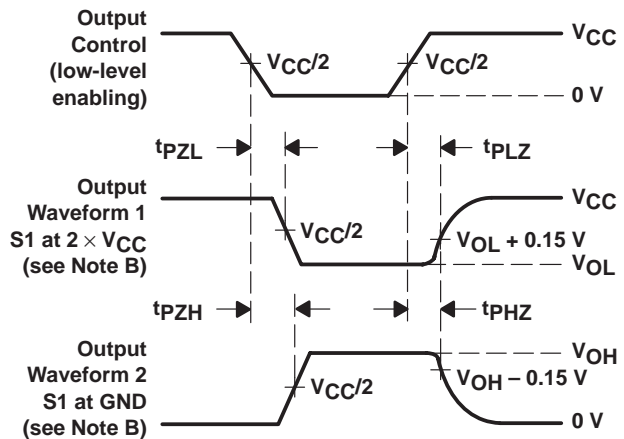 Output
Control
(low-level
enabling)
VCC/2
VCC/2
VCC
0 V
tPZL
tPLZ
Output
Waveform 1
S1 at 2 × VCC
(see Note B)
VCC/2
VCC
VOL + 0.15 V
VOL
tPZH
tPHZ
Output
Waveform 2
S1 at GND
(see Note B)
VCC/2
VOH
VOH – 0.15 V
0 V